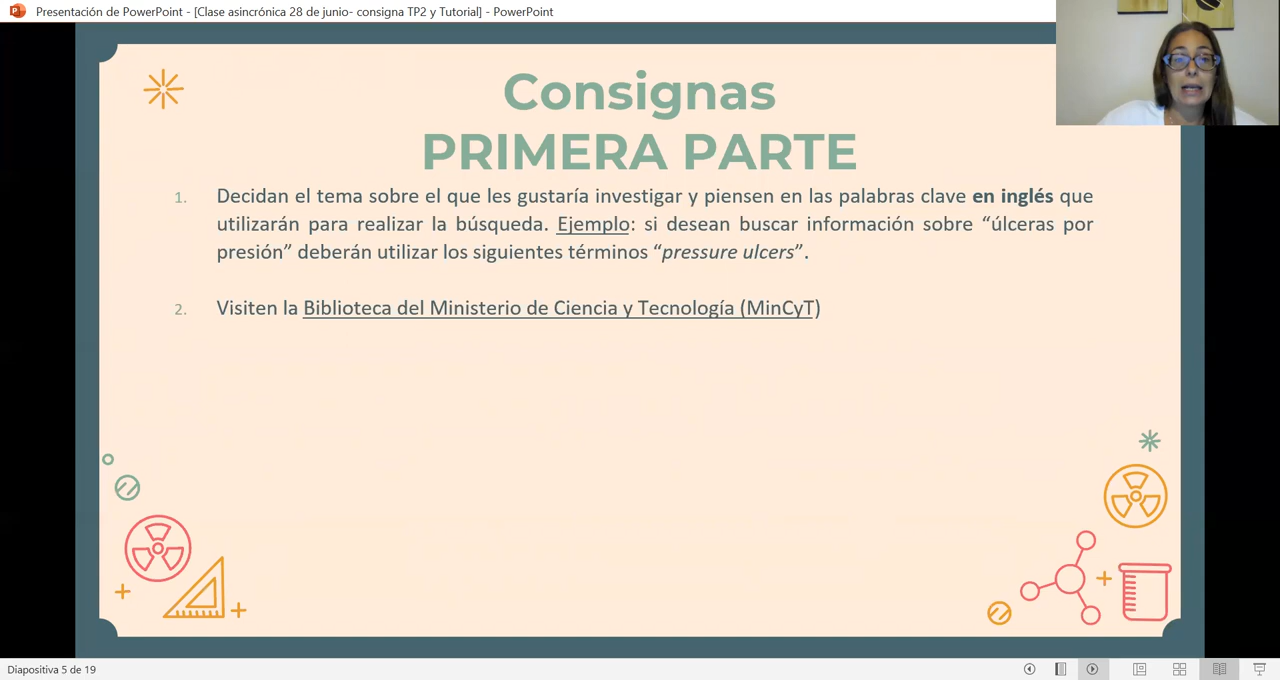 Presentación de PowerPoint - [Clase asincrónica 28 de junio- consigna TP2 y Tutorial] - PowerPoint
Consignas
PRIMERA PARTE
1. Decidan el tema sobre el que les gustaría investigar y piensen en las palabras clave en inglés que
utilizarán para realizar la búsqueda. Ejemplo: si desean buscar información sobre “úlceras por
presión” deberán utilizar los siguientes términos “pressure ulcers”.
2. Visiten la Biblioteca del Ministerio de Ciencia y Tecnología (MinCyT)
Diapositiva 5 de 19